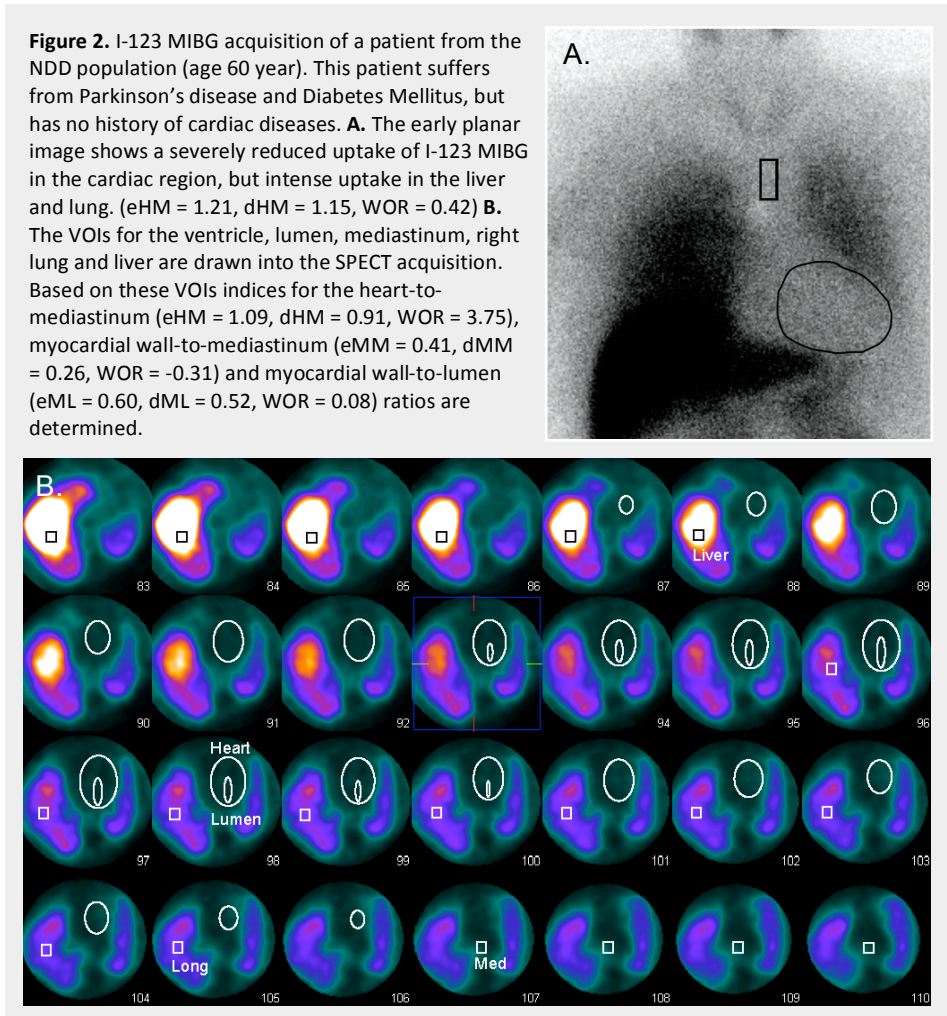 Figure 2. I-123 MIBG acquisition of a patient from the
NDD population (age 60 year). This patient suffers
from Parkinson's disease and Diabetes Mellitus, but
has no history of cardiac diseases. A. The early planar
image shows a severely reduced uptake of I-123 MIBG
in the cardiac region, but intense uptake in the liver
and lung. (eHM = 1.21, dHM = 1.15, WOR = 0.42) B.
The VOIs for the ventricle, lumen, mediastinum, right
lung and liver are drawn into the SPECT acquisition.
Based on these VOIs indices for the heart-to-
mediastinum (eHM = 1.09, dHM = 0.91, WOR = 3.75),
myocardial wall-to-mediastinum (eMM = 0.41, dMM
= 0.26, WOR = -0.31) and myocardial wall-to-lumen
(eML = 0.60, dML = 0.52, WOR = 0.08) ratios are
determined.
A.
B.
Liver
83 84 85 86 87 88 89
90 91 92 94 95 96
Heart
Lumen
97 98 99 100 101 102 103
Long
Med
104 105 106 107 108 109 110